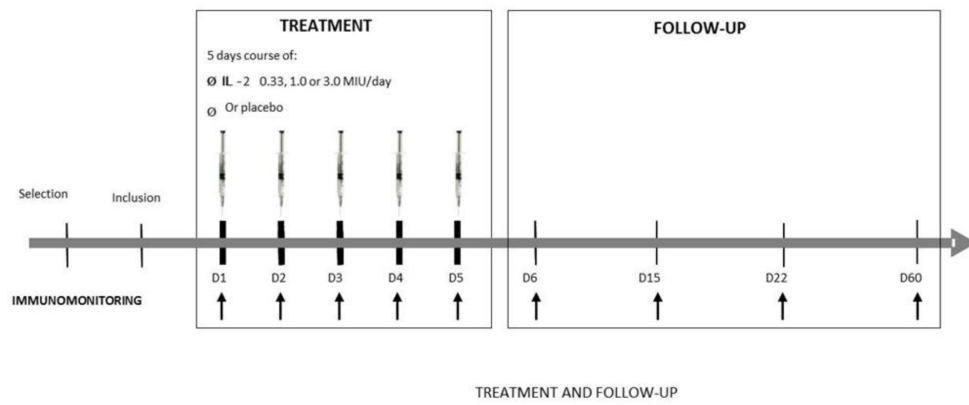 TREATMENT
FOLLOW-UP
5 days course of:
Ø IL -2 0.33, 1.0 or 3.0 MIU/day
Ø Or placebo
Selection
Inclusion
D1 D2 D3 D4 D5 D6 D15 D22 D60
IMMUNOMONITORING
TREATMENT AND FOLLOW-UP